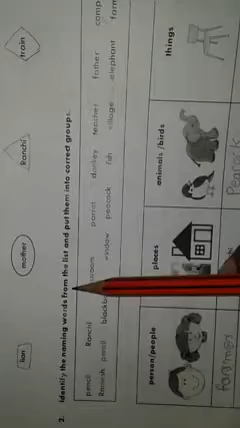 lion mother Ranchi train
2. Identify the naming words from the list and put them into correct groups.
pencil Ranchi parrot donkey teacher father comp
Ramesh pencil blackbo window peacock fish village elephant farm
person/people places animals /birds things
farmer Peacock